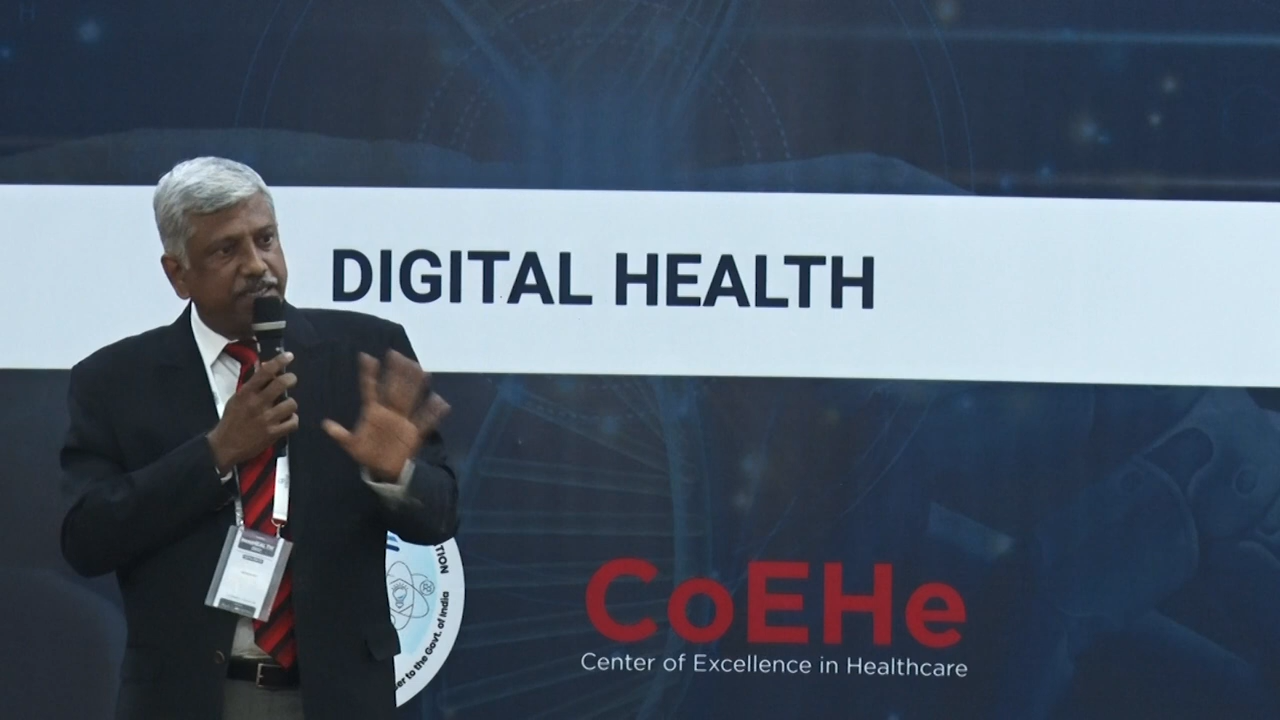 DIGITAL HEALTH
TION
er to the Govt. of India
CoEHe
Center of Excellence in Healthcare